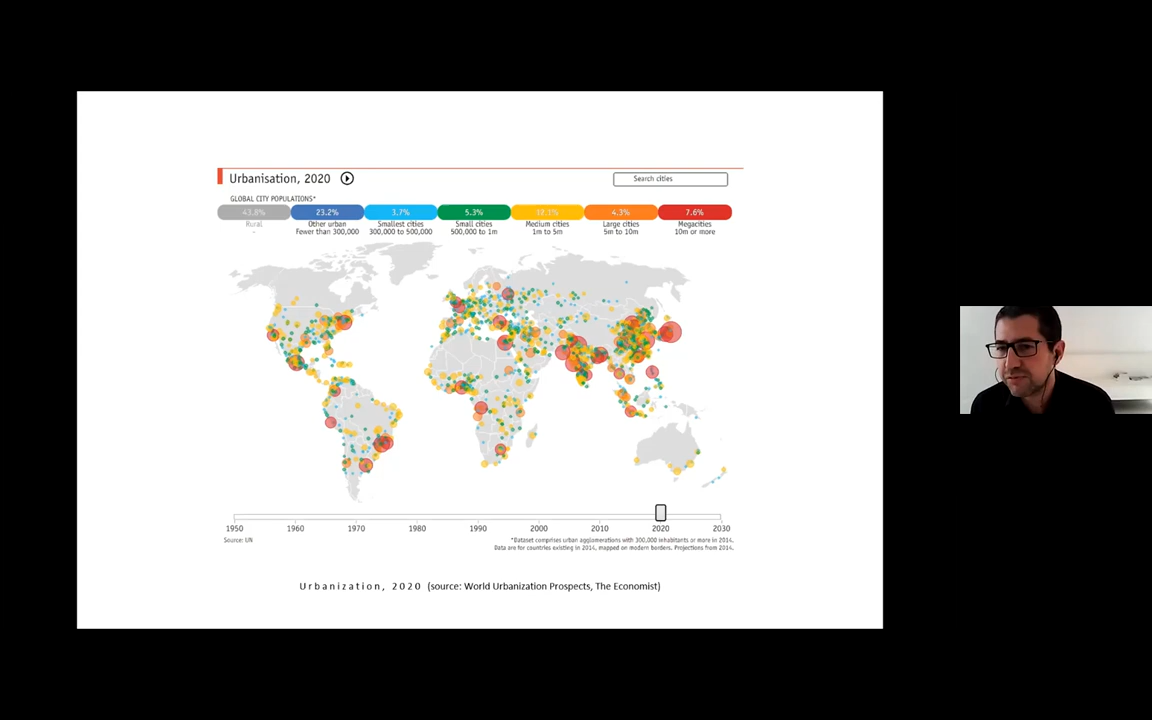 Urbanisation, 2020
Search cities
GLOBAL CITY POPULATIONS*
43.8% 23.2% 3.7% 5.3% 12.1% 4.3% 7.6%
Rural Other urban Smallest cities Small cities Medium cities Large cities Megacities
- Fewer than 300,000 300,000 to 500,000 500,000 to 1m 1m to 5m 5m to 10m 10m or more
1950 1960 1970 1980 1990 2000 2010 2020 2030
Source: UN
*Dataset comprises urban agglomerations with 300,000 inhabitants or more in 2014.
Data are for countries existing in 2014, mapped on modern borders. Projections from 2014.
Urbanization, 2020 (source: World Urbanization Prospects, The Economist)